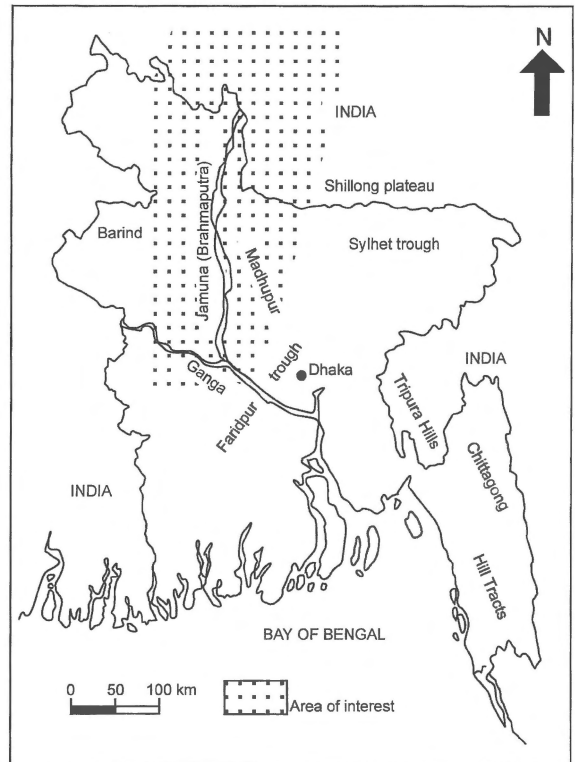 N
INDIA
Shillong plateau
Barind
Sylhet trough
Jamuna (Brahmaputra)
Madhupur
INDIA
Dhaka
Ganga
Faridpur trough
Tripura Hills
Chittagong Hill Tracts
INDIA
BAY OF BENGAL
0 50 100 km
Area of interest